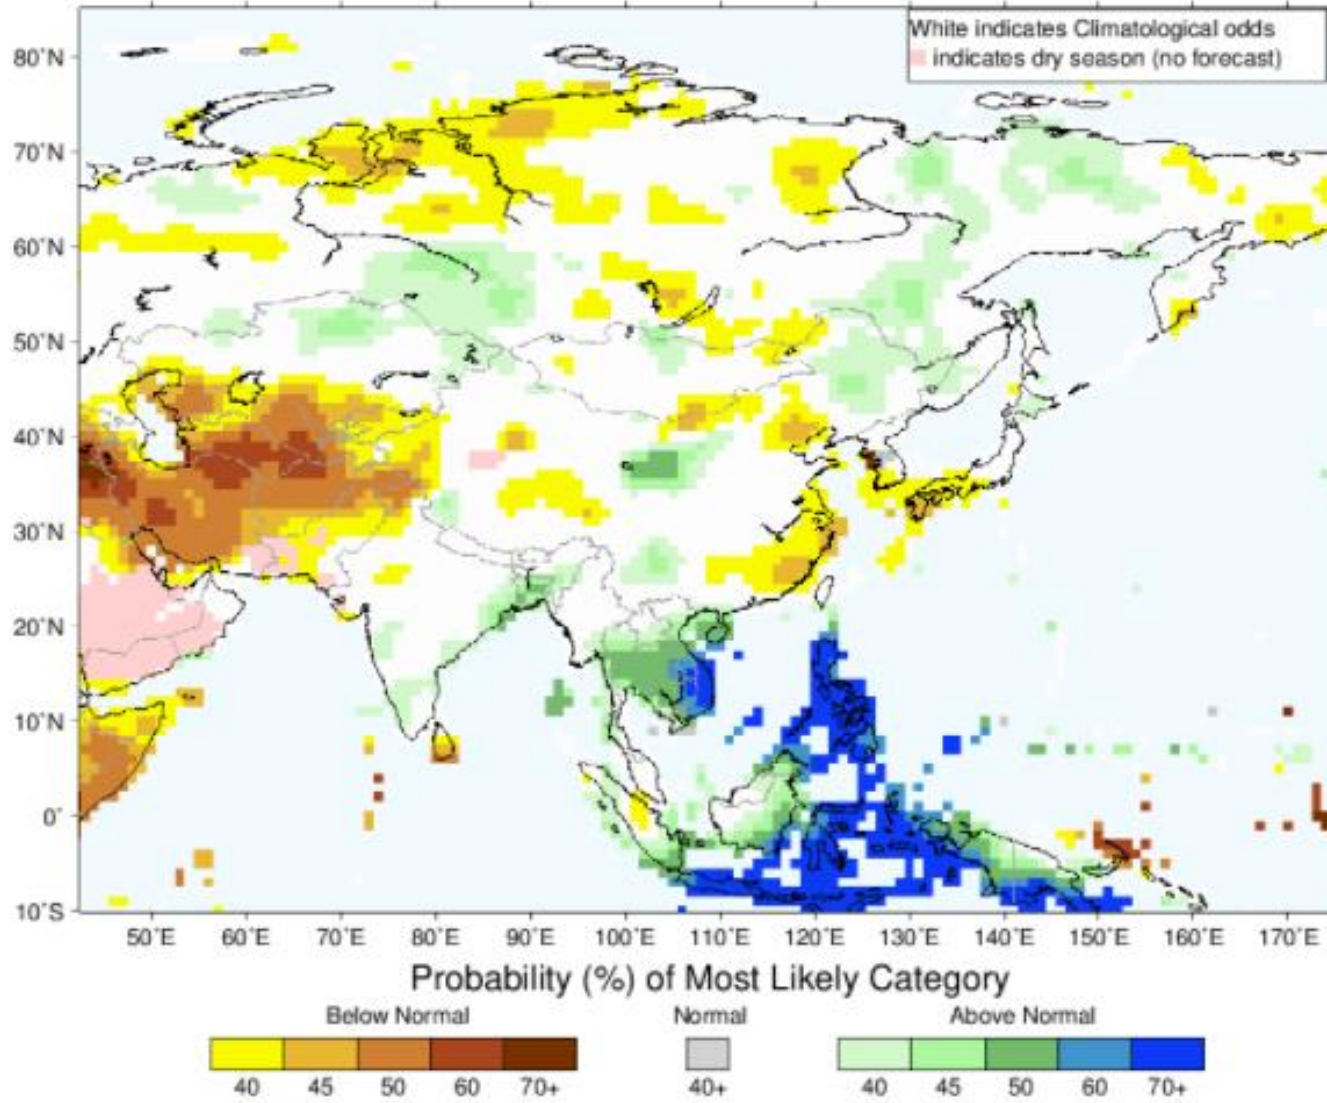 White indicates Climatological odds
indicates dry season (no forecast)
80°N
70°N
60°N
50°N
40°N
30°N
20°N
10°N
0°
10°S
50°E 60°E 70°E 80°E 90°E 100°E 110°E 120°E 130°E 140°E 150°E 160°E 170°E
Probability (%) of Most Likely Category
Below Normal Normal Above Normal
40 45 50 60 70+ 40+ 40 45 50 60 70+